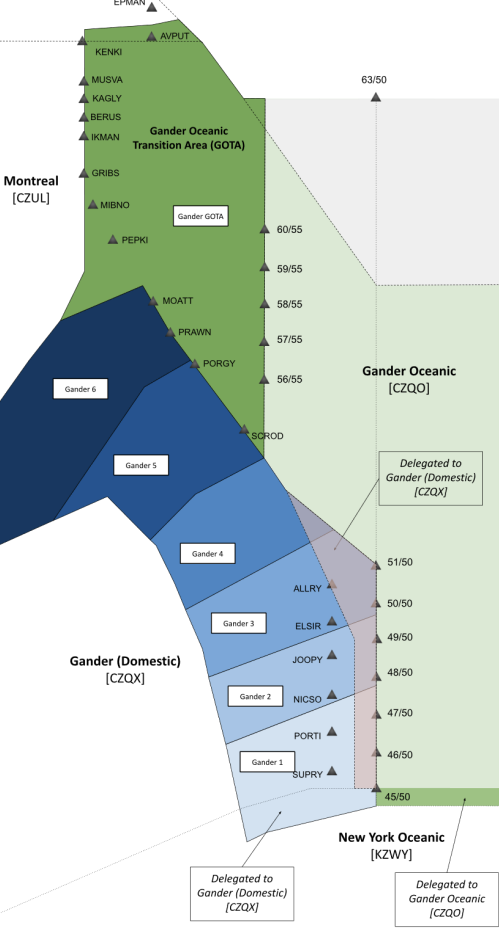 EPMAN
AVPUT
KENKI
63/50
MUSVA
KAGLY
BERUS
IKMAN
Gander Oceanic
Transition Area (GOTA)
GRIBS
Montreal
[CZUL]
MIBNO
Gander GOTA
60/55
PEPKI
59/55
MOATT
58/55
PRAWN
57/55
PORGY
Gander Oceanic
[CZQO]
56/55
Gander 6
SCROD
Gander 5
Delegated to
Gander (Domestic)
[CZQX]
Gander 4
51/50
ALLRY
50/50
Gander 3
ELSIR
49/50
Gander (Domestic)
[CZQX]
JOOPY
48/50
Gander 2
NICSO
47/50
PORTI
46/50
Gander 1
SUPRY
45/50
New York Oceanic
[KZWY]
Delegated to
Gander (Domestic)
[CZQX]
Delegated to
Gander Oceanic
[CZQO]